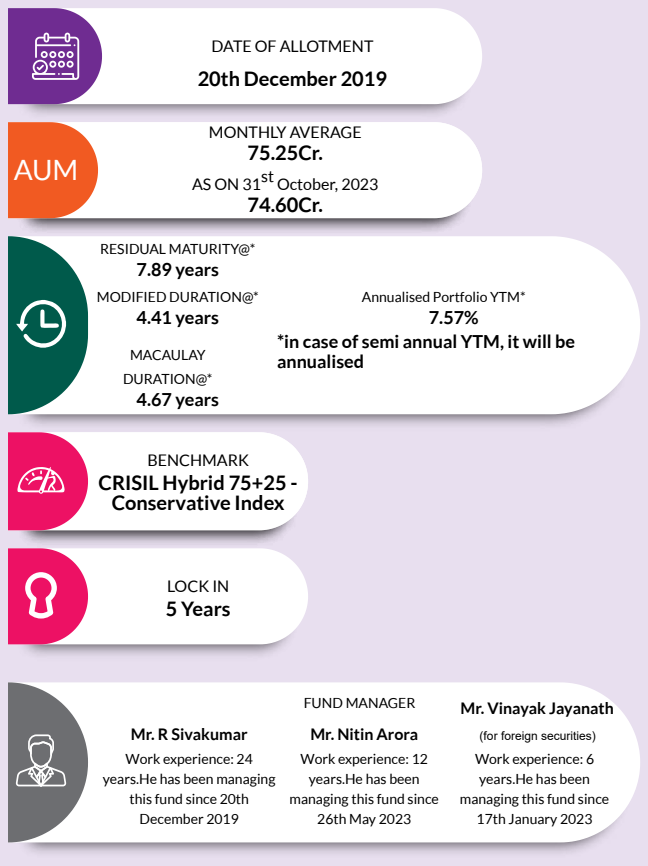 DATE OF ALLOTMENT
20th December 2019
AUM
MONTHLY AVERAGE
75.25Cr.
AS ON 31st October, 2023
74.60Cr.
RESIDUAL MATURITY@*
7.89 years
MODIFIED DURATION@*
4.41 years
MACAULAY
DURATION@*
4.67 years
Annualised Portfolio YTM*
7.57%
*in case of semi annual YTM, it will be
annualised
BENCHMARK
CRISIL Hybrid 75+25 -
Conservative Index
LOCK IN
5 Years
FUND MANAGER
Mr. R Sivakumar
Work experience: 24
years.He has been managing
this fund since 20th
December 2019
Mr. Nitin Arora
Work experience: 12
years.He has been
managing this fund since
26th May 2023
Mr. Vinayak Jayanath
(for foreign securities)
Work experience: 6
years.He has been
managing this fund since
17th January 2023